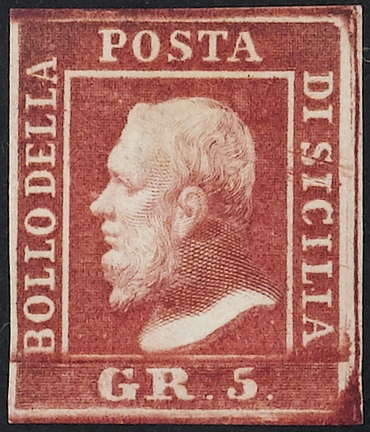 BOLLO DELLA
POSTA
DI SICILIA
GR. 5.